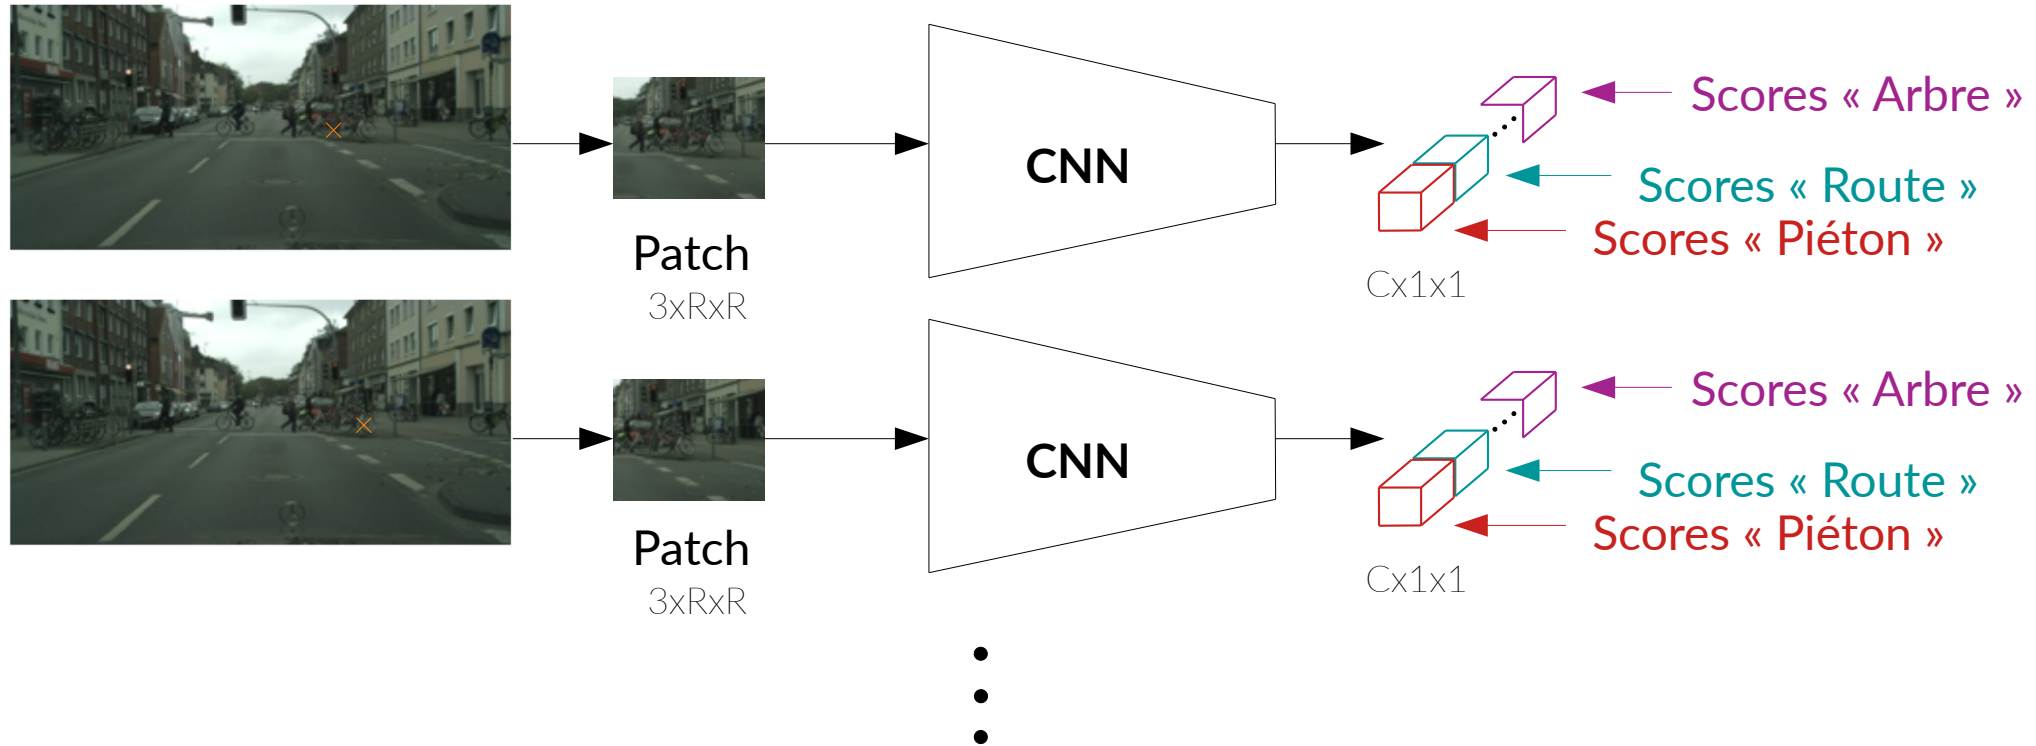 CNN
Scores « Arbre »
Scores « Route »
Scores « Piéton »
Patch
3xRxR
Cx1x1
CNN
Scores « Arbre »
Scores « Route »
Scores « Piéton »
Patch
3xRxR
Cx1x1